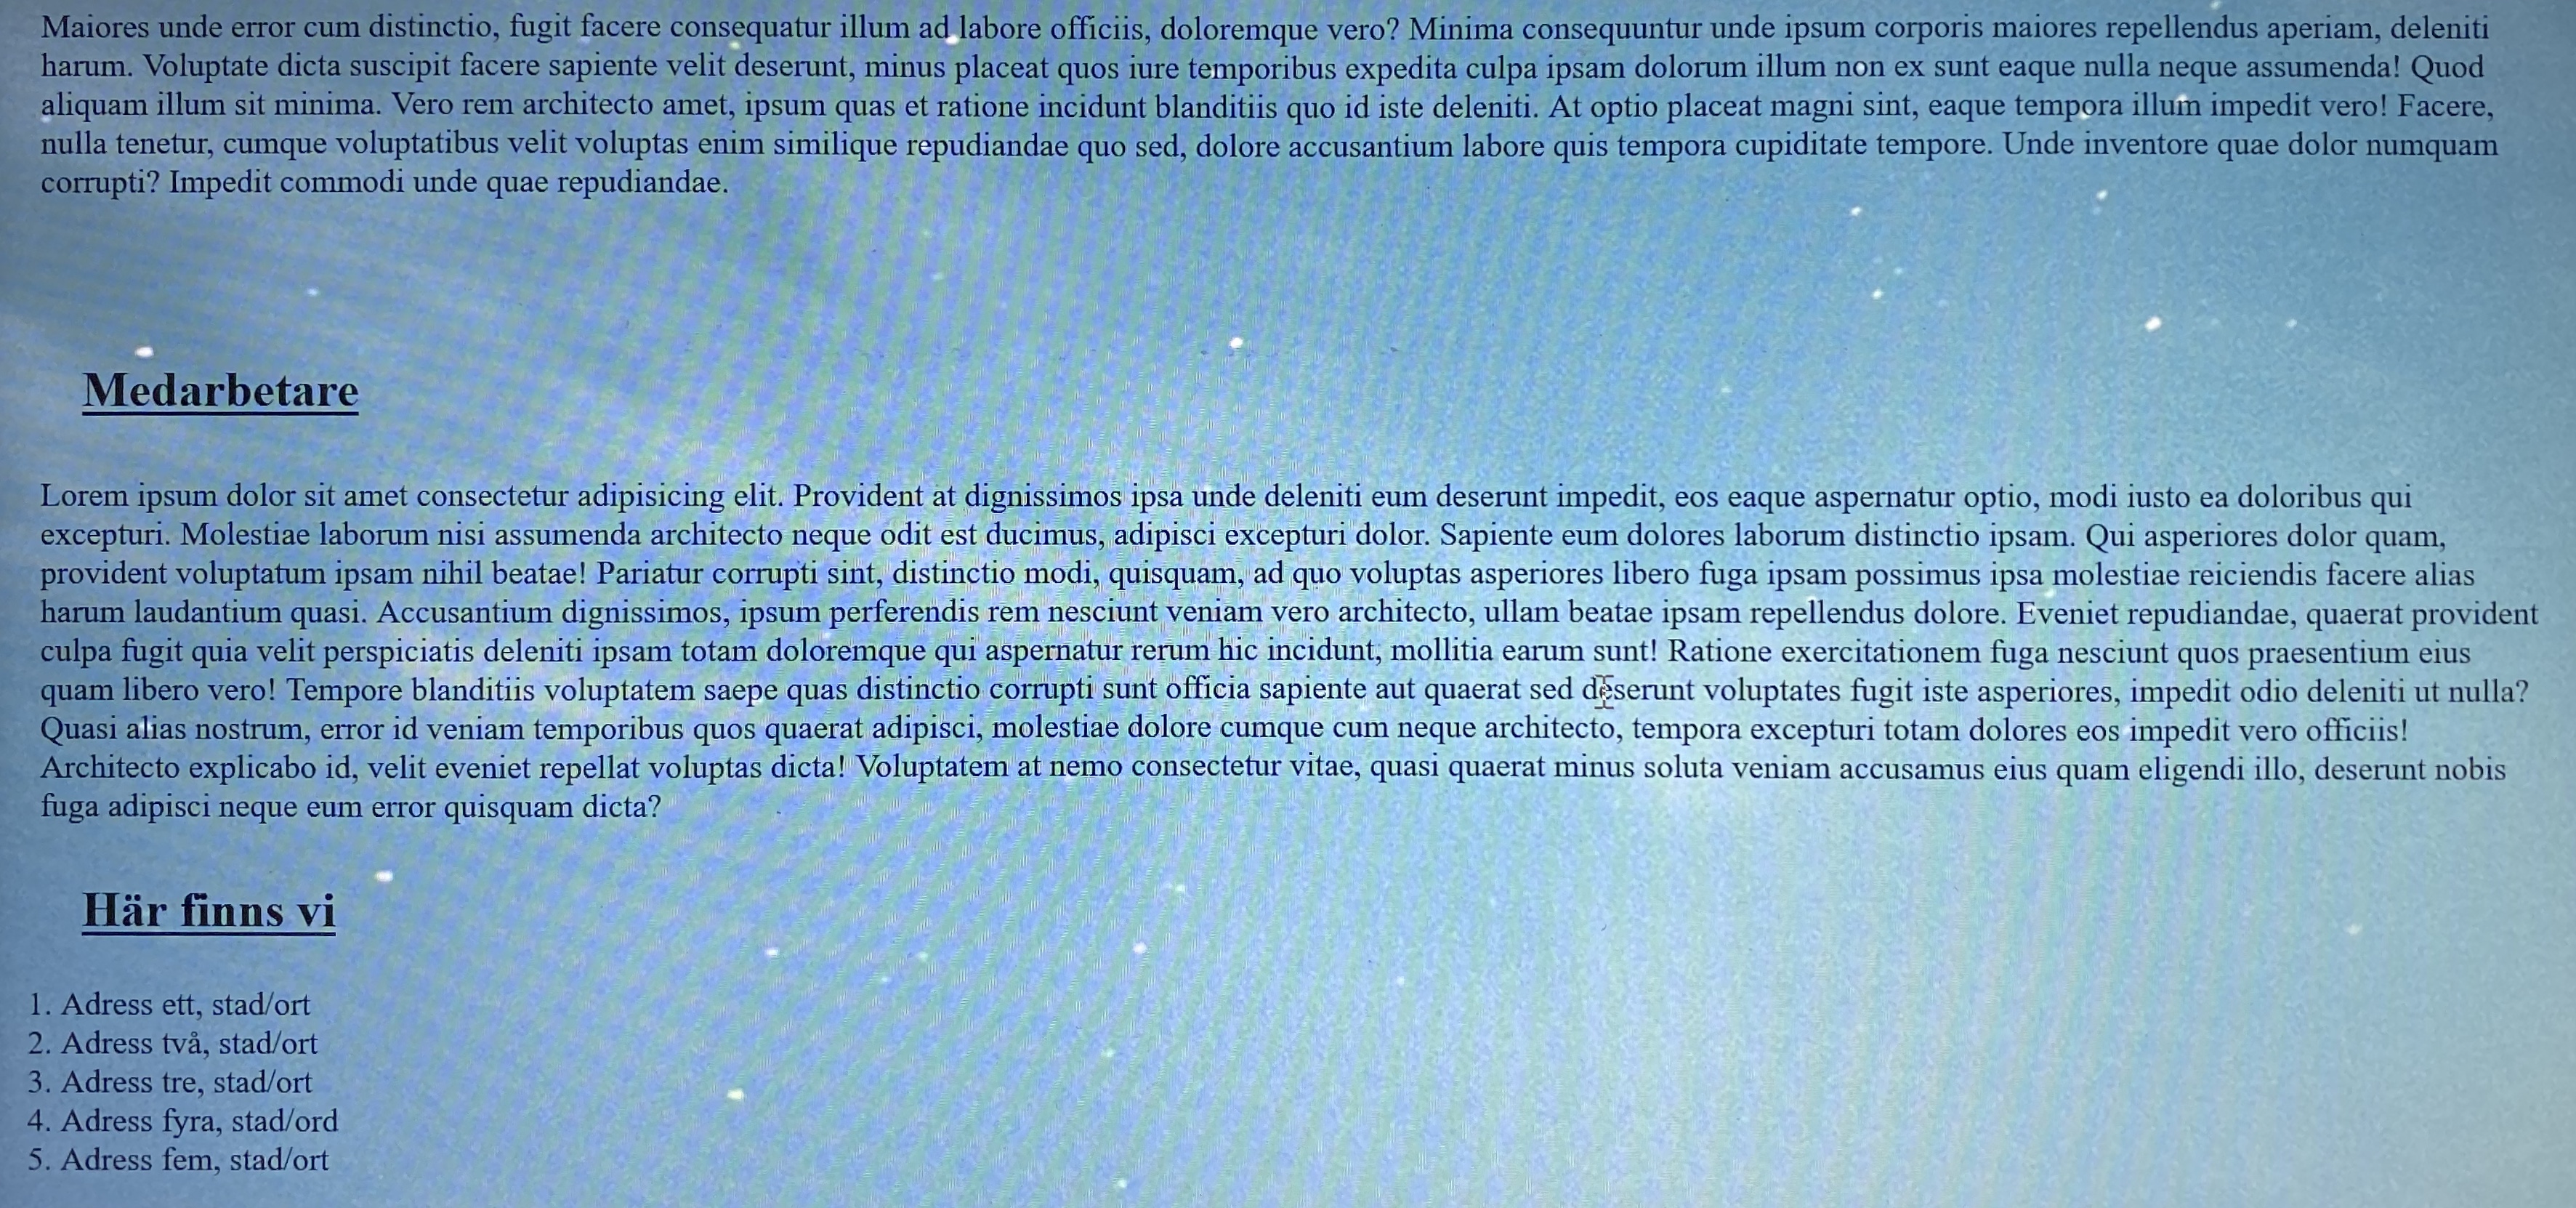 Maiores unde error cum distinctio, fugit facere consequatur illum ad labore officiis, doloremque vero? Minima consequuntur unde ipsum corporis maiores repellendus aperiam, deleniti
harum. Voluptate dicta suscipit facere sapiente velit deserunt, minus placeat quos iure temporibus expedita culpa ipsam dolorum illum non ex sunt eaque nulla neque assumenda! Quod
aliquam illum sit minima. Vero rem architecto amet, ipsum quas et ratione incidunt blanditiis quo id iste deleniti. At optio placeat magni sint, eaque tempora illum impedit vero! Facere,
nulla tenetur, cumque voluptatibus velit voluptas enim similique repudiandae quo sed, dolore accusantium labore quis tempora cupiditate tempore. Unde inventore quae dolor numquam
corrupti? Impedit commodi unde quae repudiandae.
Medarbetare
Lorem ipsum dolor sit amet consectetur adipisicing elit. Provident at dignissimos ipsa unde deleniti eum deserunt impedit, eos eaque aspernatur optio, modi iusto ea doloribus qui
excepturi. Molestiae laborum nisi assumenda architecto neque odit est ducimus, adipisci excepturi dolor. Sapiente eum dolores laborum distinctio ipsam. Qui asperiores dolor quam,
provident voluptatum ipsam nihil beatae! Pariatur corrupti sint, distinctio modi, quisquam, ad quo voluptas asperiores libero fuga ipsam possimus ipsa molestiae reiciendis facere alias
harum laudantium quasi. Accusantium dignissimos, ipsum perferendis rem nesciunt veniam vero architecto, ullam beatae ipsam repellendus dolore. Eveniet repudiandae, quaerat provident
culpa fugit quia velit perspiciatis deleniti ipsam totam doloremque qui aspernatur rerum hic incidunt, mollitia earum sunt! Ratione exercitationem fuga nesciunt quos praesentium eius
quam libero vero! Tempore blanditiis voluptatem saepe quas distinctio corrupti sunt officia sapiente aut quaerat sed deserunt voluptates fugit iste asperiores, impedit odio deleniti ut nulla?
Quasi alias nostrum, error id veniam temporibus quos quaerat adipisci, molestiae dolore cumque cum neque architecto, tempora excepturi totam dolores eos impedit vero officiis!
Architecto explicabo id, velit eveniet repellat voluptas dicta! Voluptatem at nemo consectetur vitae, quasi quaerat minus soluta veniam accusamus eius quam eligendi illo, deserunt nobis
fuga adipisci neque eum error quisquam dicta?
Här finns vi
1. Adress ett, stad/ort
2. Adress två, stad/ort
3. Adress tre, stad/ort
4. Adress fyra, stad/ord
5. Adress fem, stad/ort